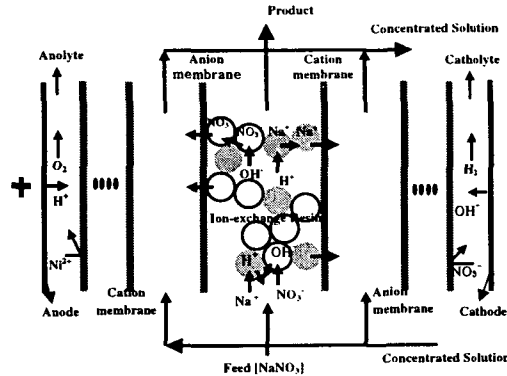 Product
Concentrated Solution
Anolyte
Anion
membrane
Cation
membrane
Catholyte
NO₃⁻
NO₃⁻
Na⁺
Na⁺
O₂
H⁺
+
OH⁻
H⁺
H₂
OH⁻
Ion-exchange Resin
Ni²⁺
H⁺
OH⁻
NO₃⁻
Na⁺
NO₃⁻
Anode
Cation
membrane
Anion
membrane
Cathode
Feed [NaNO₃]
Concentrated Solution